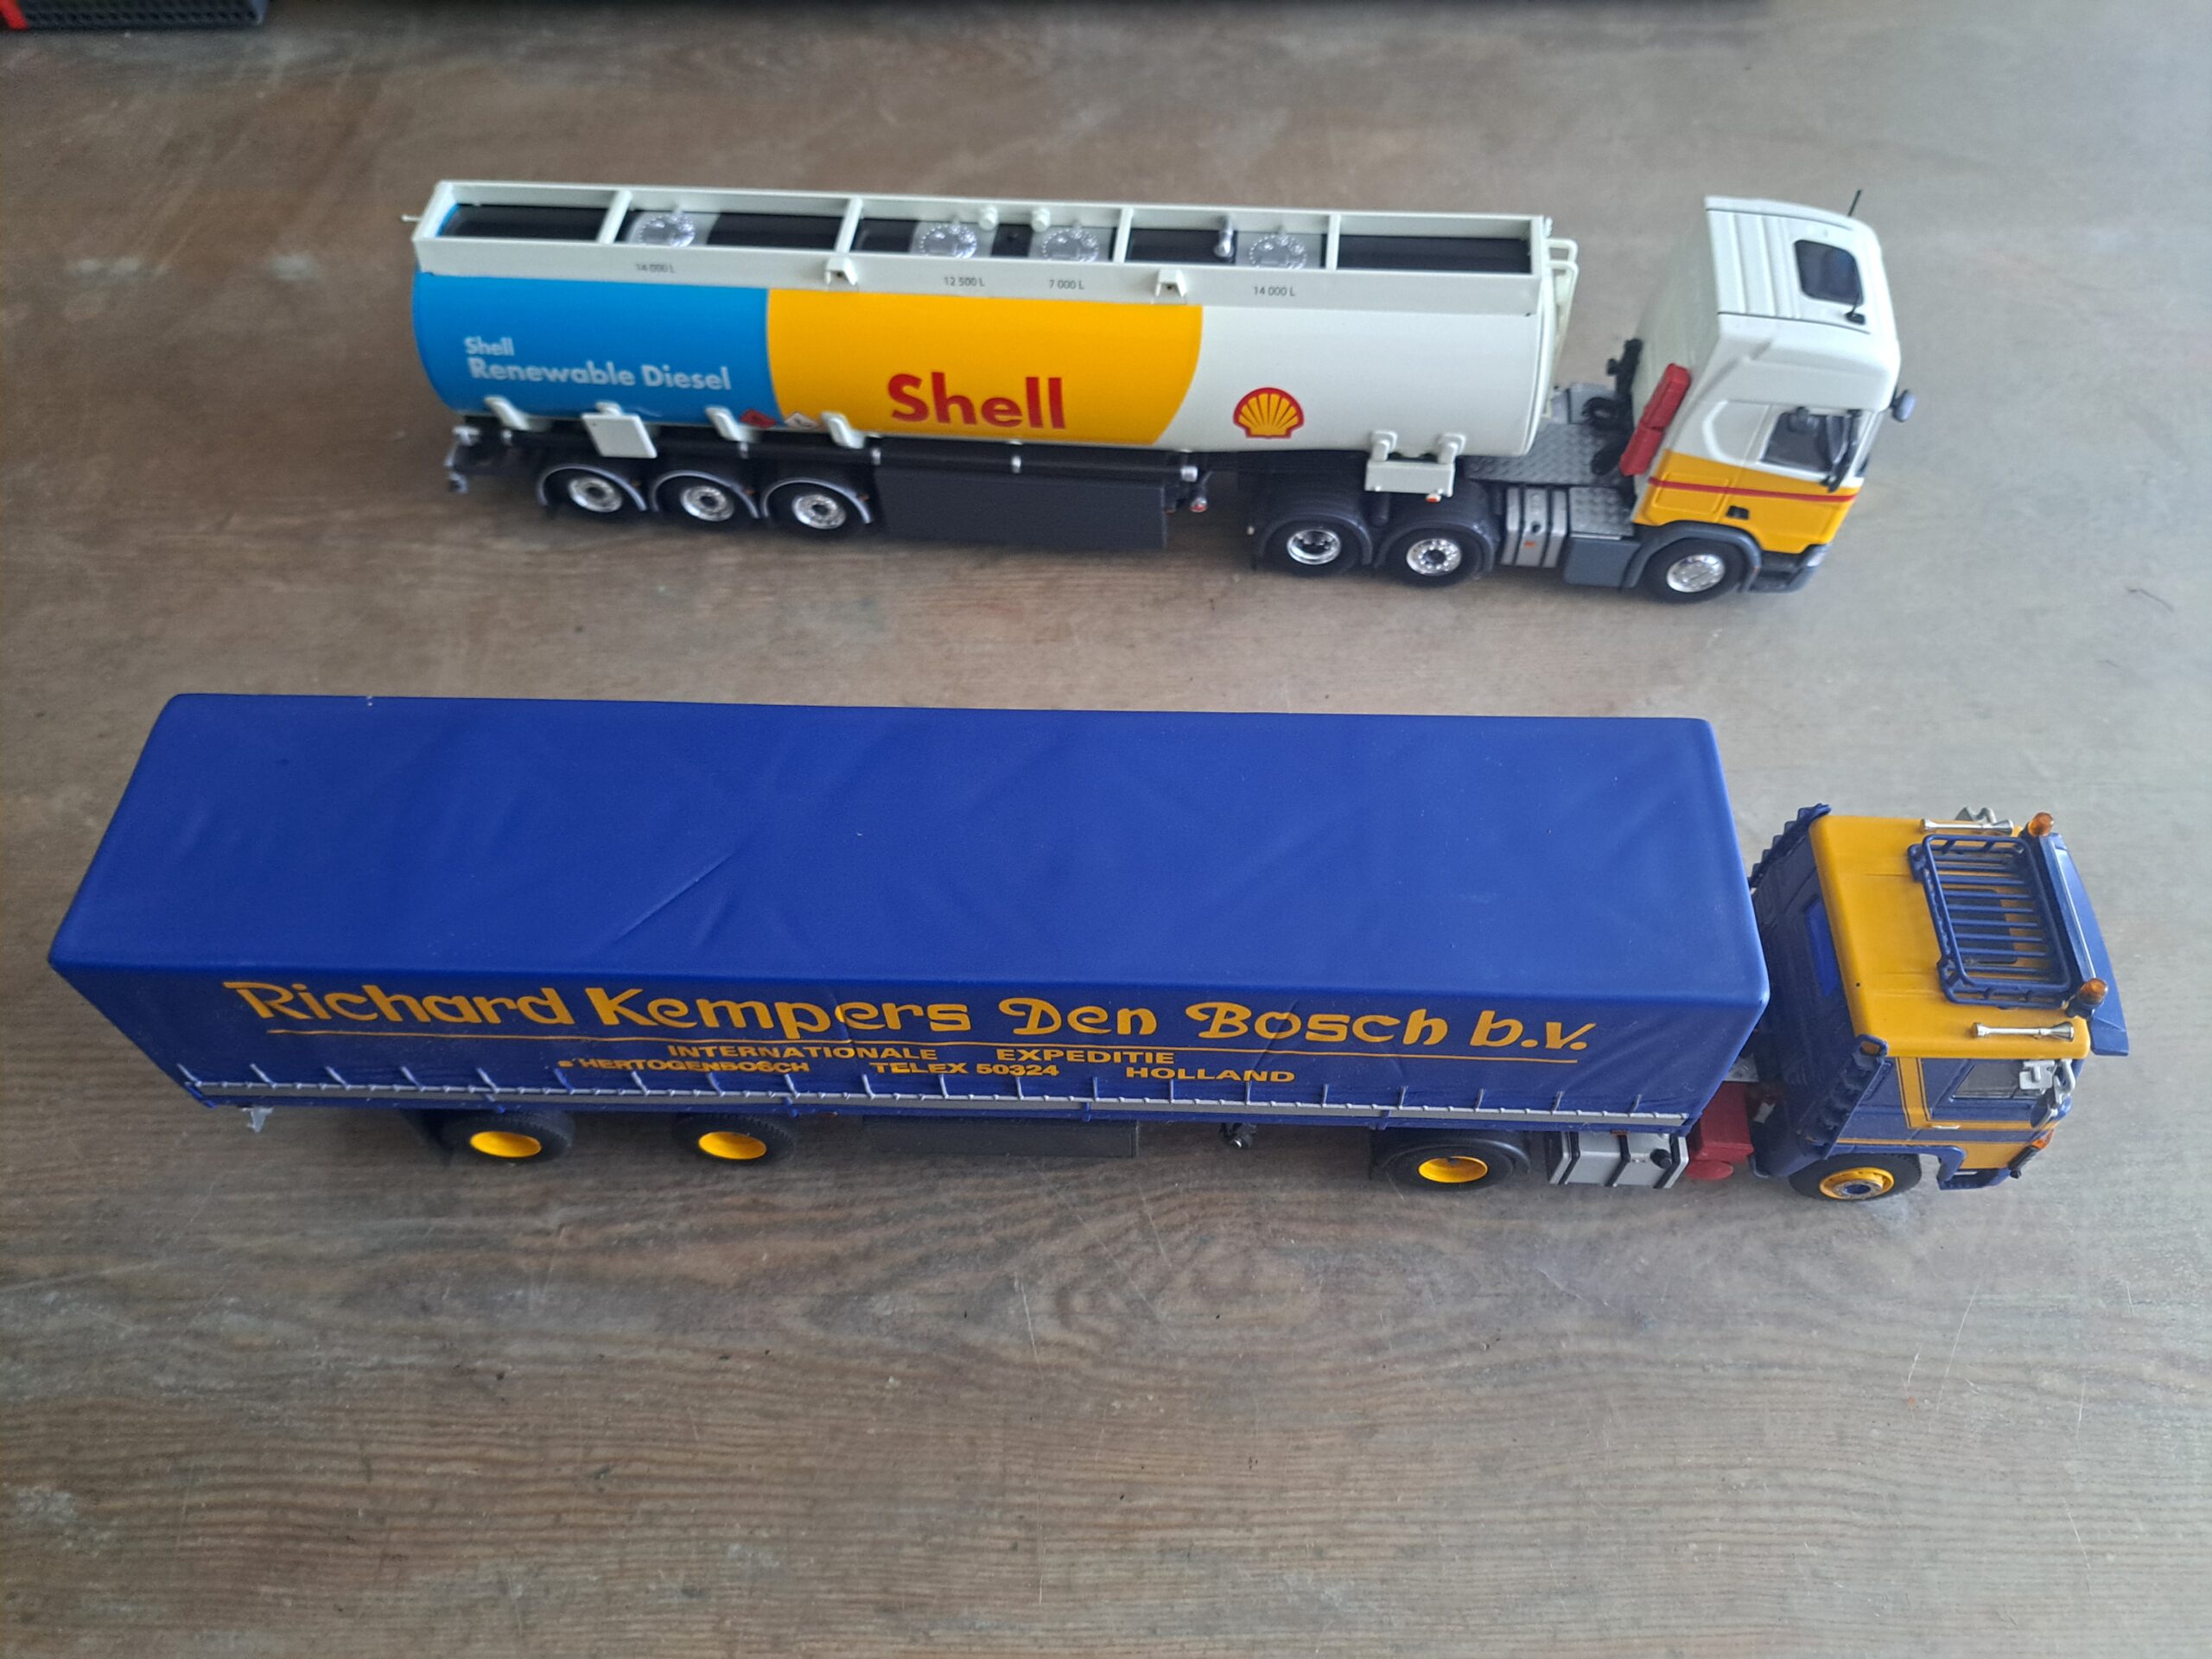 14 000 L
12 500 L
7 000 L
14 000 L
Shell
Renewable Diesel
Shell
Richard Kempers Den Bosch b.v.
INTERNATIONALE EXPEDITIE
s'HERTOGENBOSCH TELEX 50324 HOLLAND